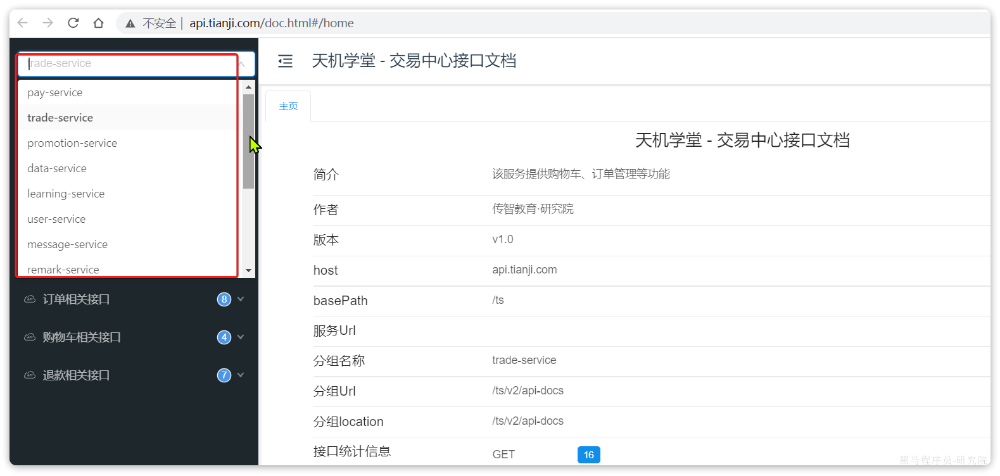 不安全 | api.tianji.com/doc.html#/home
trade-service
pay-service
trade-service
promotion-service
data-service
learning-service
user-service
message-service
remark-service
订单相关接口 8
购物车相关接口 4
退款相关接口 7
天机学堂 - 交易中心接口文档
主页
天机学堂 - 交易中心接口文档
简介 该服务提供购物车、订单管理等功能
作者 传智教育·研究院
版本 v1.0
host api.tianji.com
basePath /ts
服务Url
分组名称 trade-service
分组Url /ts/v2/api-docs
分组location /ts/v2/api-docs
接口统计信息 GET 16
黑马程序员-研究院